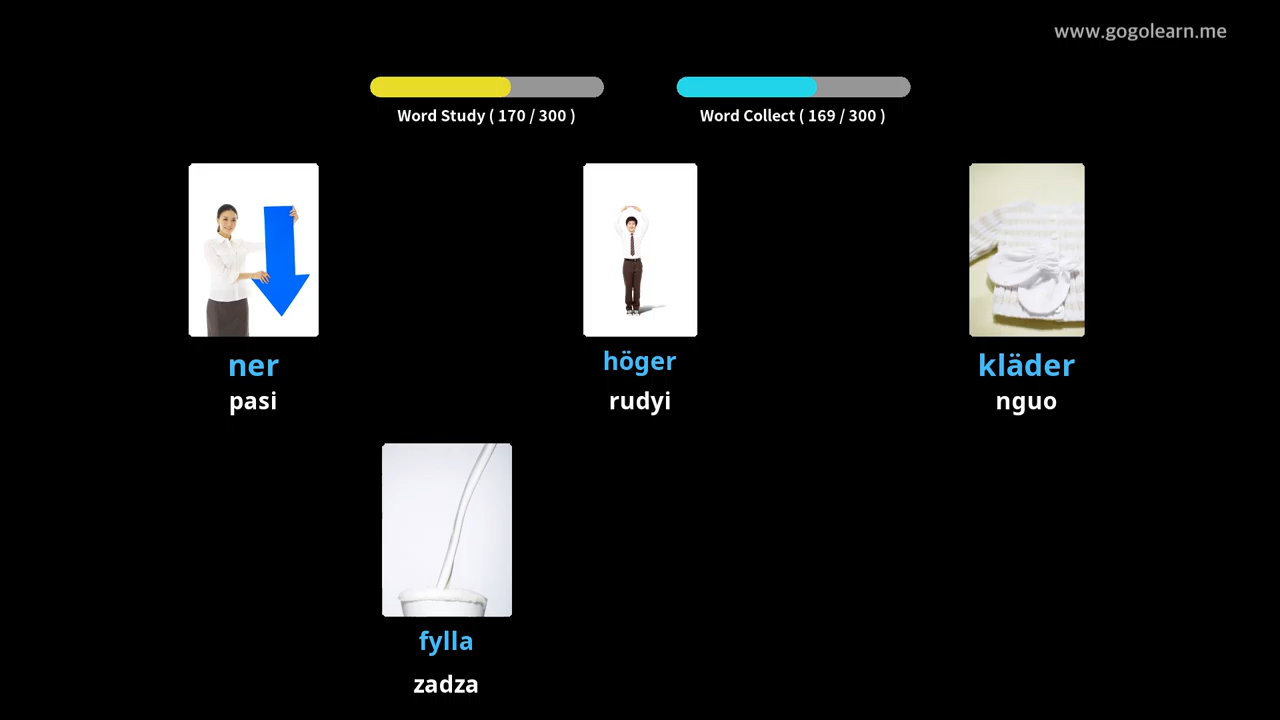 www.gogolearn.me
Word Study ( 170 / 300 )
Word Collect ( 169 / 300 )
ner
pasi
höger
rudyi
kläder
nguo
fylla
zadza